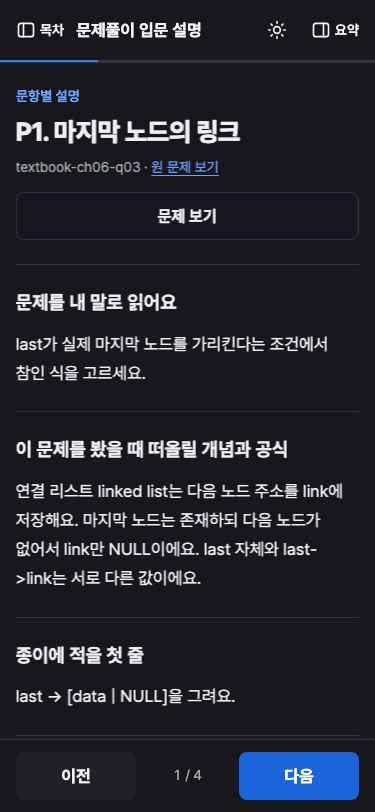 목차 문제풀이 입문 설명 요약
문항별 설명
P1. 마지막 노드의 링크
textbook-ch06-q03 · 원 문제 보기
문제 보기
문제를 내 말로 읽어요
last가 실제 마지막 노드를 가리킨다는 조건에서
참인 식을 고르세요.
이 문제를 봤을 때 떠올릴 개념과 공식
연결 리스트 linked list는 다음 노드 주소를 link에
저장해요. 마지막 노드는 존재하되 다음 노드가
없어서 link만 NULL이에요. last 자체와 last-
>link는 서로 다른 값이에요.
종이에 적을 첫 줄
last → [data | NULL]을 그려요.
이전 1 / 4 다음